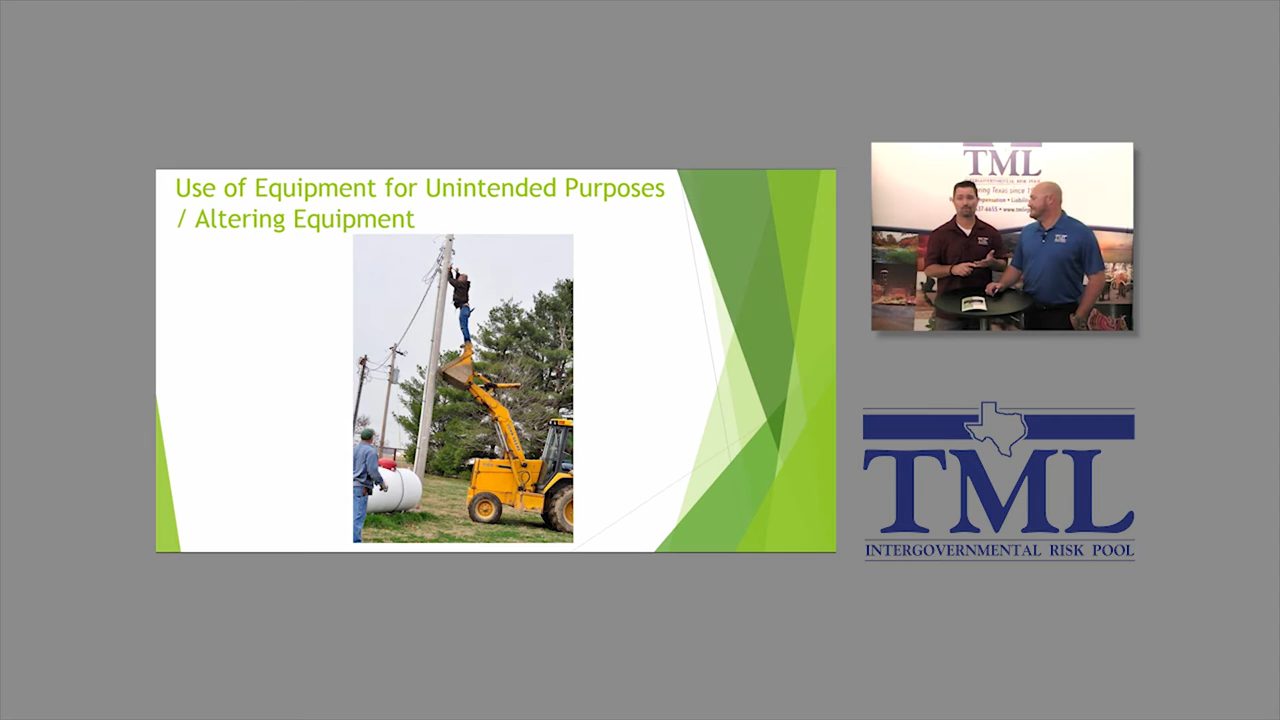 Use of Equipment for Unintended Purposes
/ Altering Equipment
TML
TML
INTERGOVERNMENTAL RISK POOL